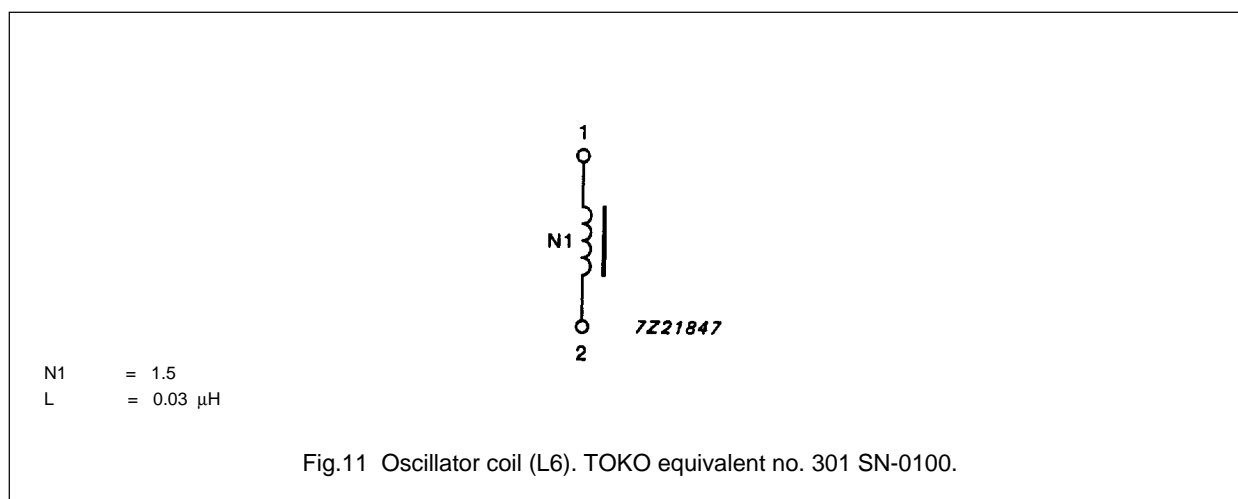 1
N1
2
7Z21847
N1 = 1.5
L = 0.03 μH
Fig.11 Oscillator coil (L6). TOKO equivalent no. 301 SN-0100.